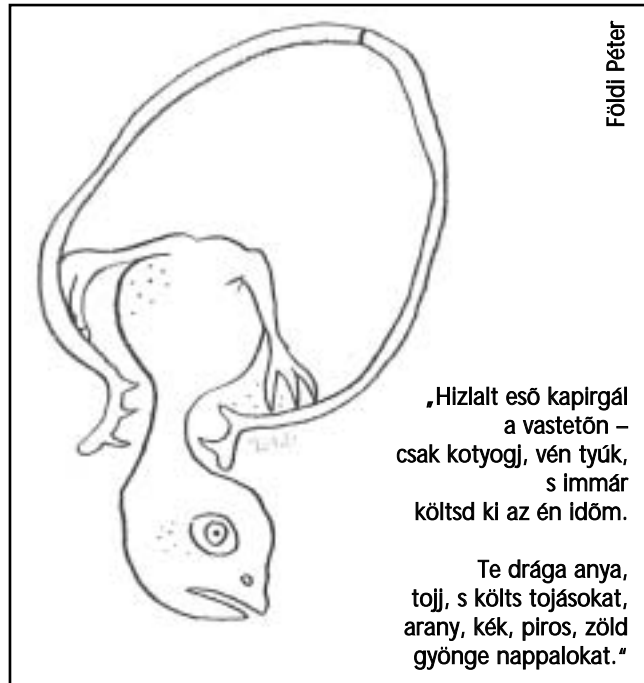 Földi Péter
„Hizlalt esõ kapirgál
a vastetõn –
csak kotyogj, vén tyúk,
s immár
költsd ki az én idõm.
Te drága anya,
tojj, s költs tojásokat,
arany, kék, piros, zöld
gyönge nappalokat.“